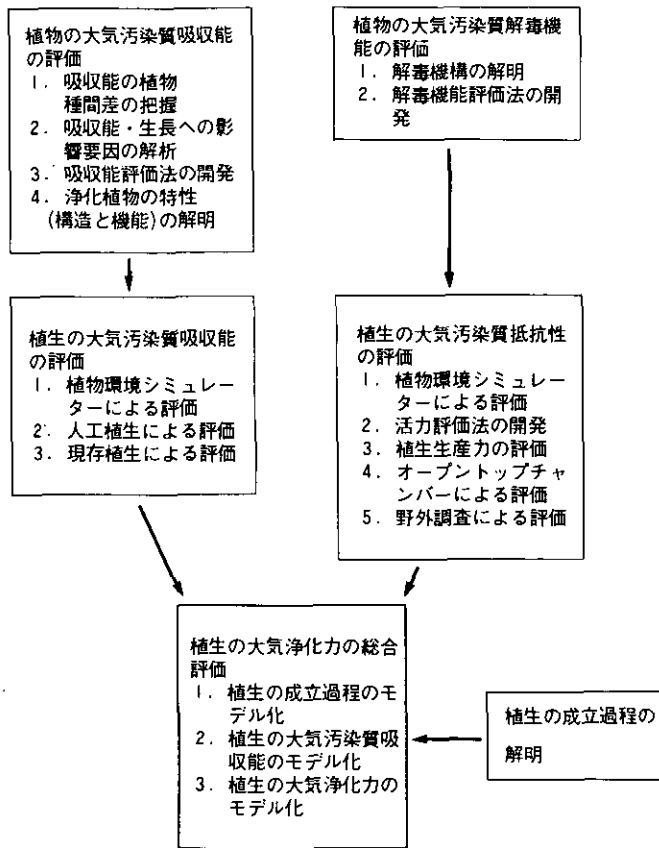 植物の大気汚染質吸収能
の評価
1. 吸収能の植物
種間差の把握
2. 吸収能・生長への影
響要因の解析
3. 吸収能評価法の開発
4. 浄化植物の特性
(構造と機能)の解明
植物の大気汚染質解毒機
能の評価
1. 解毒機構の解明
2. 解毒機能評価法の開
発
植生の大気汚染質吸収能
の評価
1. 植物環境シミュレー
ターによる評価
2. 人工植生による評価
3. 現存植生による評価
植生の大気汚染質抵抗性
の評価
1. 植物環境シミュレー
ターによる評価
2. 活力評価法の開発
3. 植生生産力の評価
4. オープントップチャ
ンバーによる評価
5. 野外調査による評価
植生の大気浄化力の総合
評価
1. 植生の成立過程のモ
デル化
2. 植生の大気汚染質吸
収能のモデル化
3. 植生の大気浄化力の
モデル化
植生の成立過程の
解明